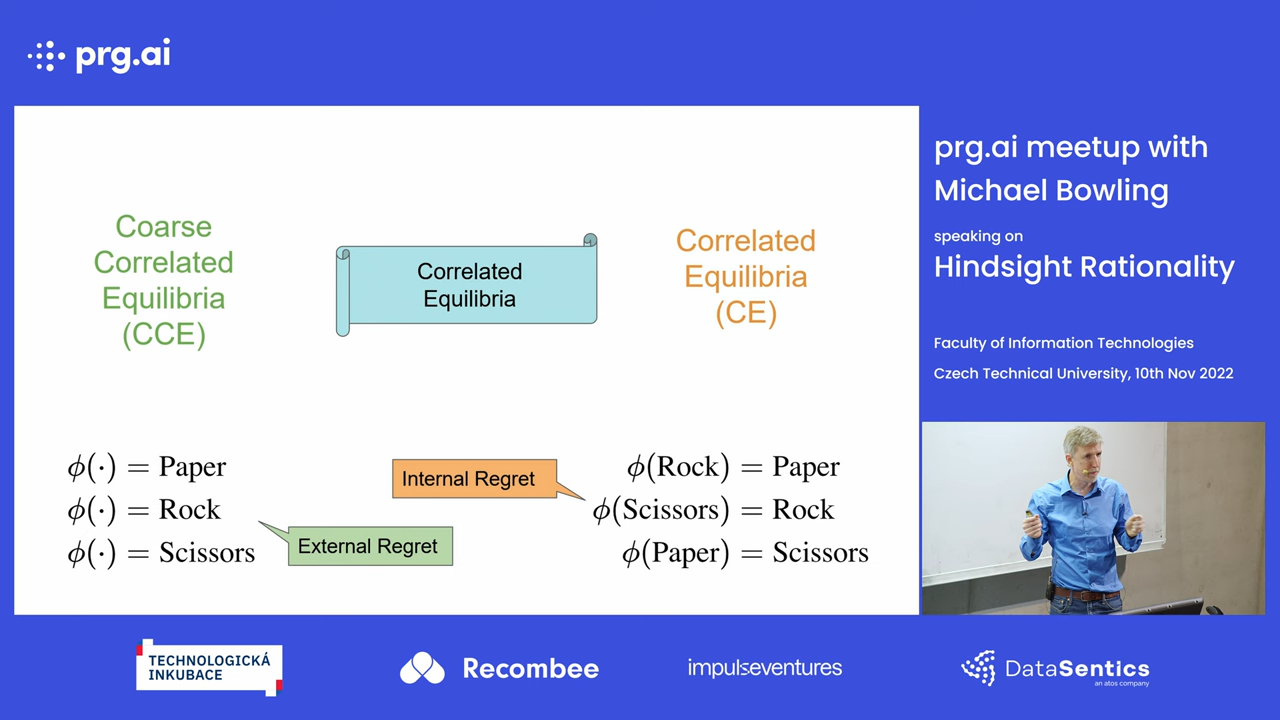 prg.ai
Coarse
Correlated
Equilibria
(CCE)
Correlated
Equilibria
Correlated
Equilibria
(CE)
ϕ(·) = Paper
ϕ(·) = Rock
ϕ(·) = Scissors
External Regret
Internal Regret
ϕ(Rock) = Paper
ϕ(Scissors) = Rock
ϕ(Paper) = Scissors
prg.ai meetup with
Michael Bowling
speaking on
Hindsight Rationality
Faculty of Information Technologies
Czech Technical University, 10th Nov 2022
TECHNOLOGICKÁ
INKUBACE
Recombee
impulseventures
DataSentics
an atos company